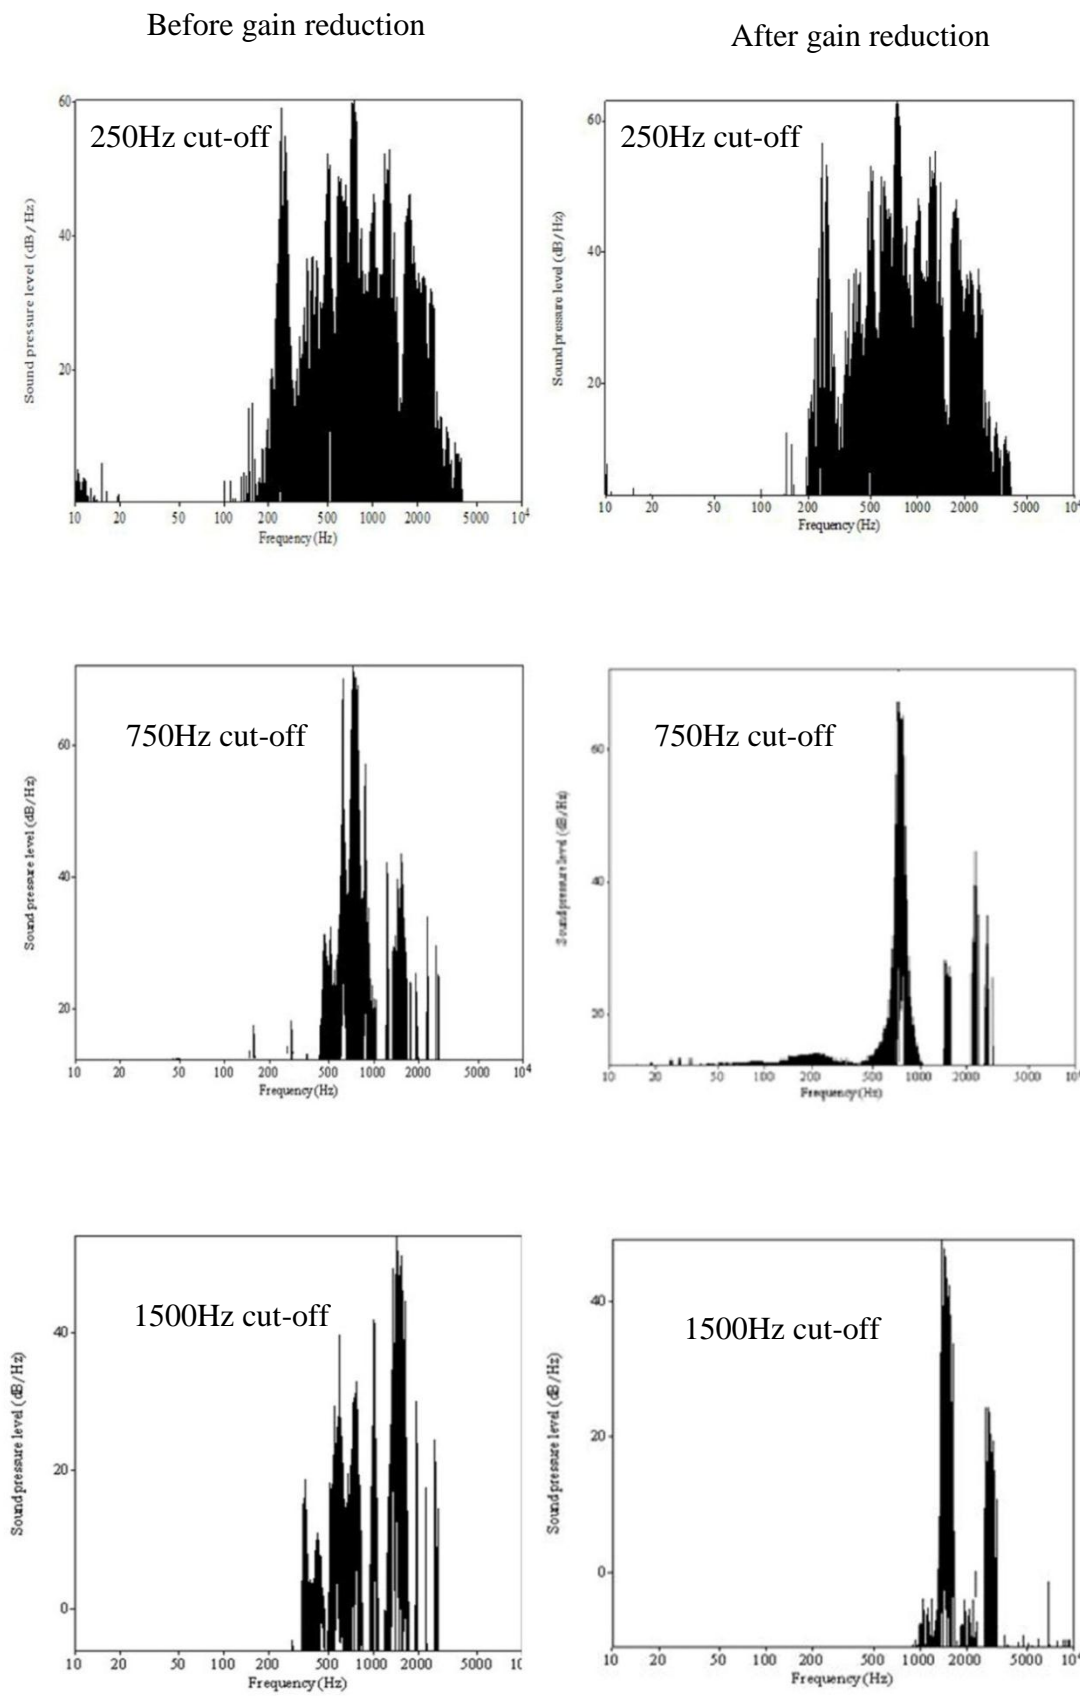 Before gain reduction
After gain reduction
250Hz cut-off
60
40
20
Sound pressure level (dB/Hz)
10 20 50 100 200 500 1000 2000 5000 10⁴
Frequency (Hz)
250Hz cut-off
60
40
20
Sound pressure level (dB/Hz)
10 20 50 100 200 500 1000 2000 5000 10⁴
Frequency (Hz)
750Hz cut-off
60
40
20
Sound pressure level (dB/Hz)
10 20 50 100 200 500 1000 2000 5000 10⁴
Frequency (Hz)
750Hz cut-off
60
40
20
Sound pressure level (dB/Hz)
10 20 50 100 200 500 1000 2000 5000 10⁴
Frequency (Hz)
1500Hz cut-off
40
20
0
Sound pressure level (dB/Hz)
10 20 50 100 200 500 1000 2000 5000 10
Frequency (Hz)
1500Hz cut-off
40
20
0
Sound pressure level (dB/Hz)
10 20 50 100 200 500 1000 2000 5000 10⁴
Frequency (Hz)